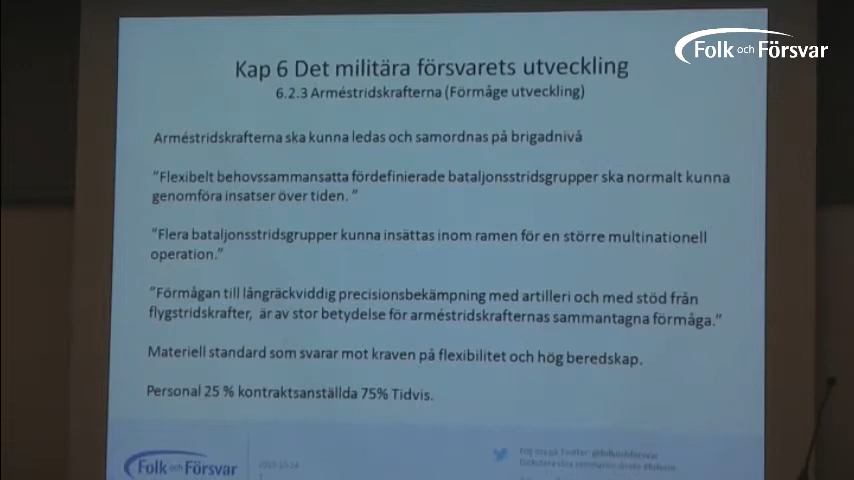 Folk och Försvar
Kap 6 Det militära försvarets utveckling
6.2.3 Arméstridskrafterna (Förmåge utveckling)
Arméstridskrafterna ska kunna ledas och samordnas på brigadnivå
"Flexibelt behovssammansatta fördefinierade bataljonsstridsgrupper ska normalt kunna
genomföra insatser över tiden. "
"Flera bataljonsstridsgrupper kunna insättas inom ramen för en större multinationell
operation."
"Förmågan till långräckviddig precisionsbekämpning med artilleri och med stöd från
flygstridskrafter, är av stor betydelse för arméstridskrafternas sammantagna förmåga."
Materiell standard som svarar mot kraven på flexibilitet och hög beredskap.
Personal 25 % kontraktsanställda 75% Tidvis.
Folk och Försvar